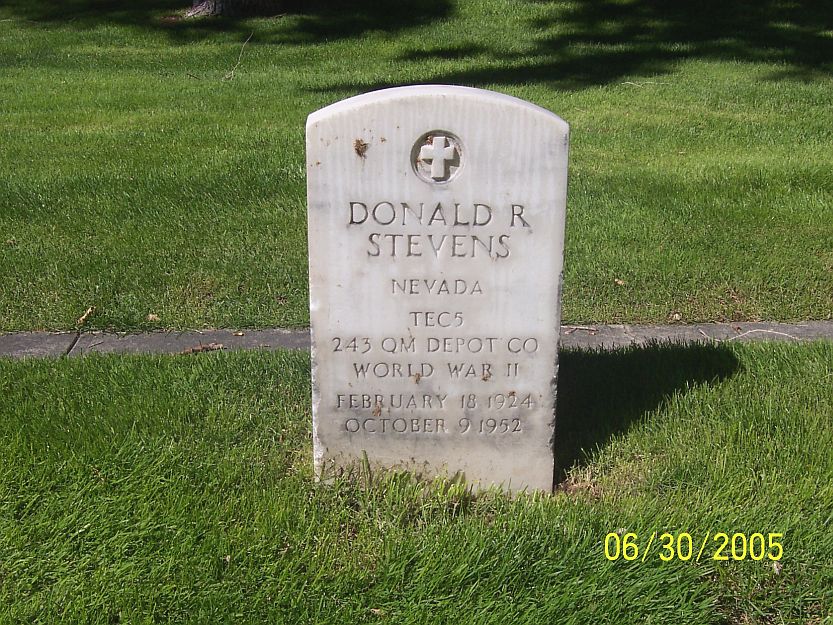 DONALD R
STEVENS
NEVADA
TEC5
243 QM DEPOT CO
WORLD WAR II
FEBRUARY 18 1924
OCTOBER 9 1952
06/30/2005